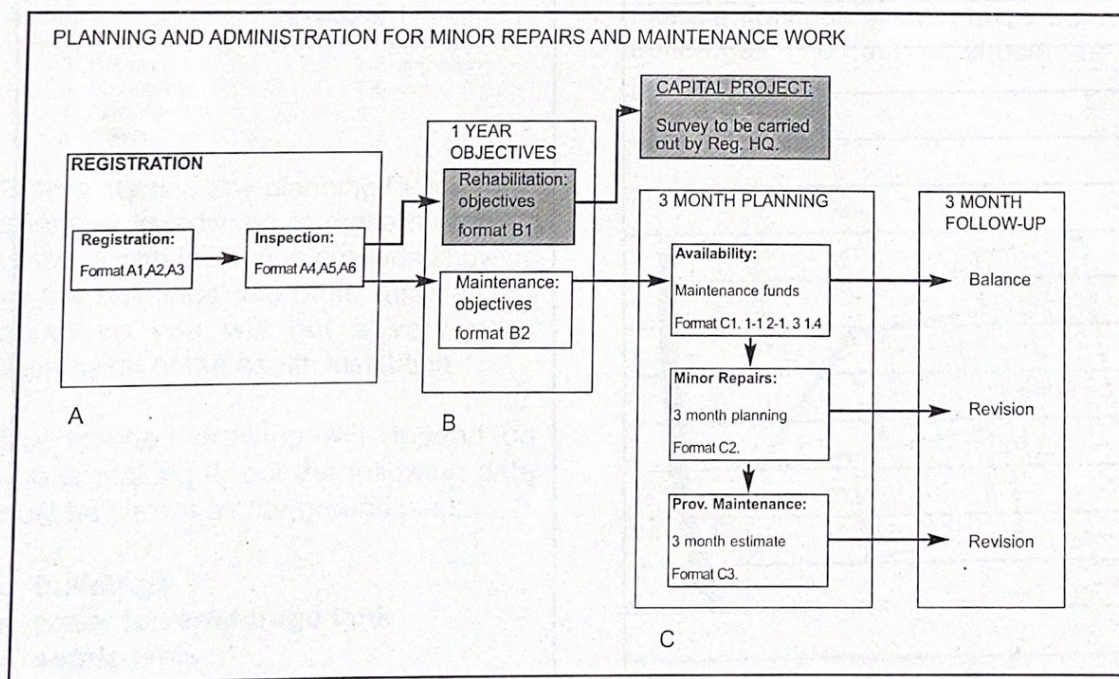 PLANNING AND ADMINISTRATION FOR MINOR REPAIRS AND MAINTENANCE WORK
REGISTRATION
Registration:
Format A1,A2,A3
Inspection:
Format A4,A5,A6
A
1 YEAR
OBJECTIVES
Rehabilitation:
objectives
format B1
Maintenance:
objectives
format B2
B
CAPITAL PROJECT:
Survey to be carried
out by Reg. HQ.
3 MONTH PLANNING
Availability:
Maintenance funds
Format C1. 1-1 2-1. 3 1.4
Minor Repairs:
3 month planning
Format C2.
Prov. Maintenance:
3 month estimate
Format C3.
C
3 MONTH
FOLLOW-UP
Balance
Revision
Revision